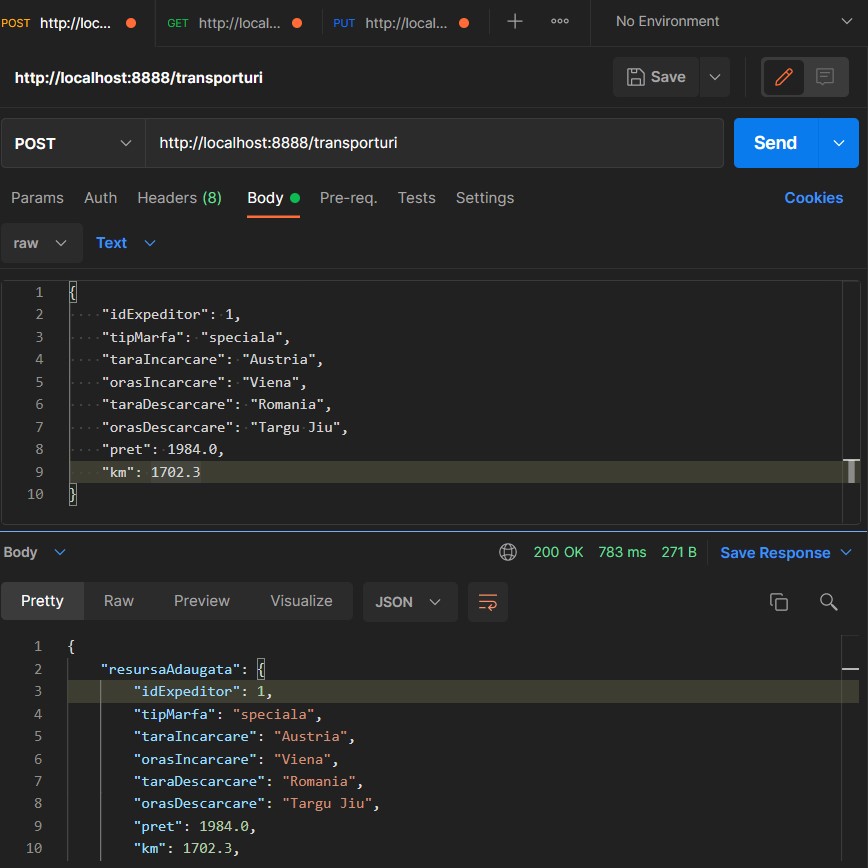 POST http://loc... GET http://local... PUT http://local... + ooo No Environment
http://localhost:8888/transporturi Save
POST http://localhost:8888/transporturi Send
Params Auth Headers (8) Body Pre-req. Tests Settings Cookies
raw Text
1 {
2 "idExpeditor": 1,
3 "tipMarfa": "speciala",
4 "taraIncarcare": "Austria",
5 "orasIncarcare": "Viena",
6 "taraDescarcare": "Romania",
7 "orasDescarcare": "Targu Jiu",
8 "pret": 1984.0,
9 "km": 1702.3
10 }
Body 200 OK 783 ms 271 B Save Response
Pretty Raw Preview Visualize JSON
1 {
2 "resursaAdaugata": {
3 "idExpeditor": 1,
4 "tipMarfa": "speciala",
5 "taraIncarcare": "Austria",
6 "orasIncarcare": "Viena",
7 "taraDescarcare": "Romania",
8 "orasDescarcare": "Targu Jiu",
9 "pret": 1984.0,
10 "km": 1702.3,